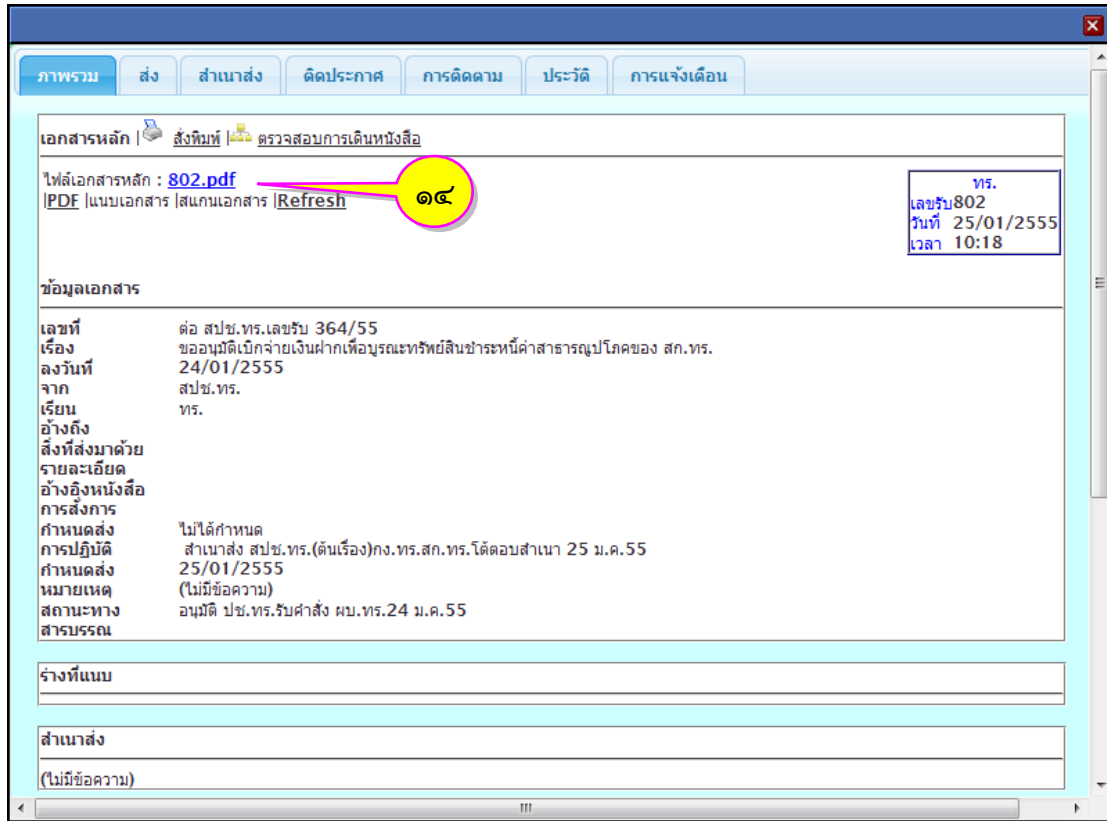 ภาพรวม ส่ง สำเนาส่ง ติดประกาศ การติดตาม ประวัติ การแจ้งเตือน
เอกสารหลัก | สั่งพิมพ์ | ตรวจสอบการเดินหนังสือ
ไฟล์เอกสารหลัก : 802.pdf
|PDF |แนบเอกสาร |สแกนเอกสาร |Refresh
๑๔
ทร.
เลขรับ802
วันที่ 25/01/2555
เวลา 10:18
ข้อมูลเอกสาร
เลขที่ ต่อ สปช.ทร.เลขรับ 364/55
เรื่อง ขออนุมัติเบิกจ่ายเงินฝากเพื่อบูรณะทรัพย์สินชำระหนี้ค่าสาธารณูปโภคของ สก.ทร.
ลงวันที่ 24/01/2555
จาก สปช.ทร.
เรียน ทร.
อ้างถึง
สิ่งที่ส่งมาด้วย
รายละเอียด
อ้างอิงหนังสือ
การสั่งการ
กำหนดส่ง ไม่ได้กำหนด
การปฏิบัติ สำเนาส่ง สปช.ทร.(ต้นเรื่อง)กง.ทร.สก.ทร.โต้ตอบสำเนา 25 ม.ค.55
กำหนดส่ง 25/01/2555
หมายเหตุ (ไม่มีข้อความ)
สถานะทาง อนุมัติ ปช.ทร.รับคำสั่ง ผบ.ทร.24 ม.ค.55
สารบรรณ
ร่างที่แนบ
สำเนาส่ง
(ไม่มีข้อความ)